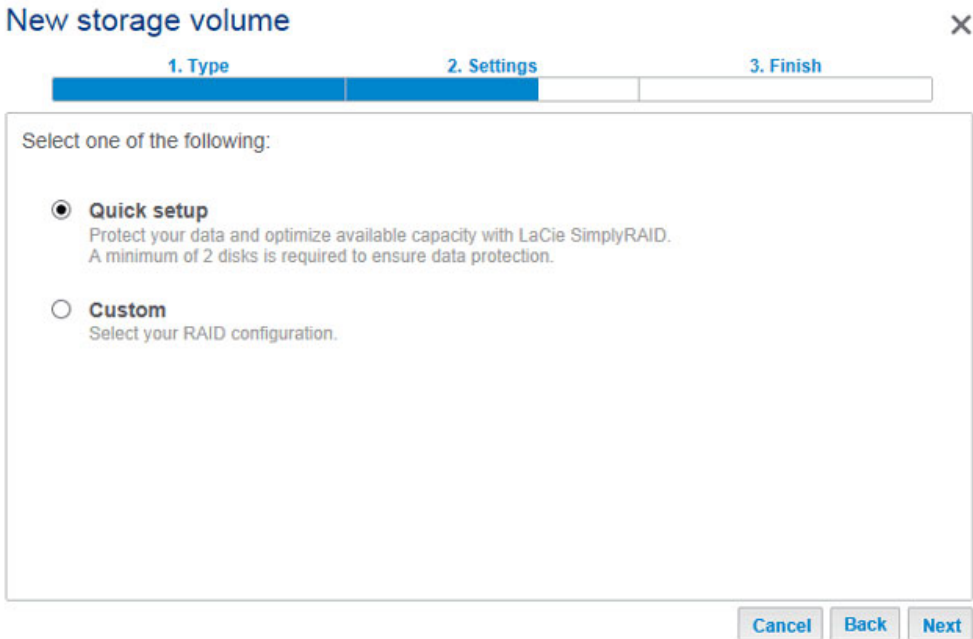 New storage volume
1. Type 2. Settings 3. Finish
Select one of the following:
Quick setup
Protect your data and optimize available capacity with LaCie SimplyRAID.
A minimum of 2 disks is required to ensure data protection.
Custom
Select your RAID configuration.
Cancel Back Next